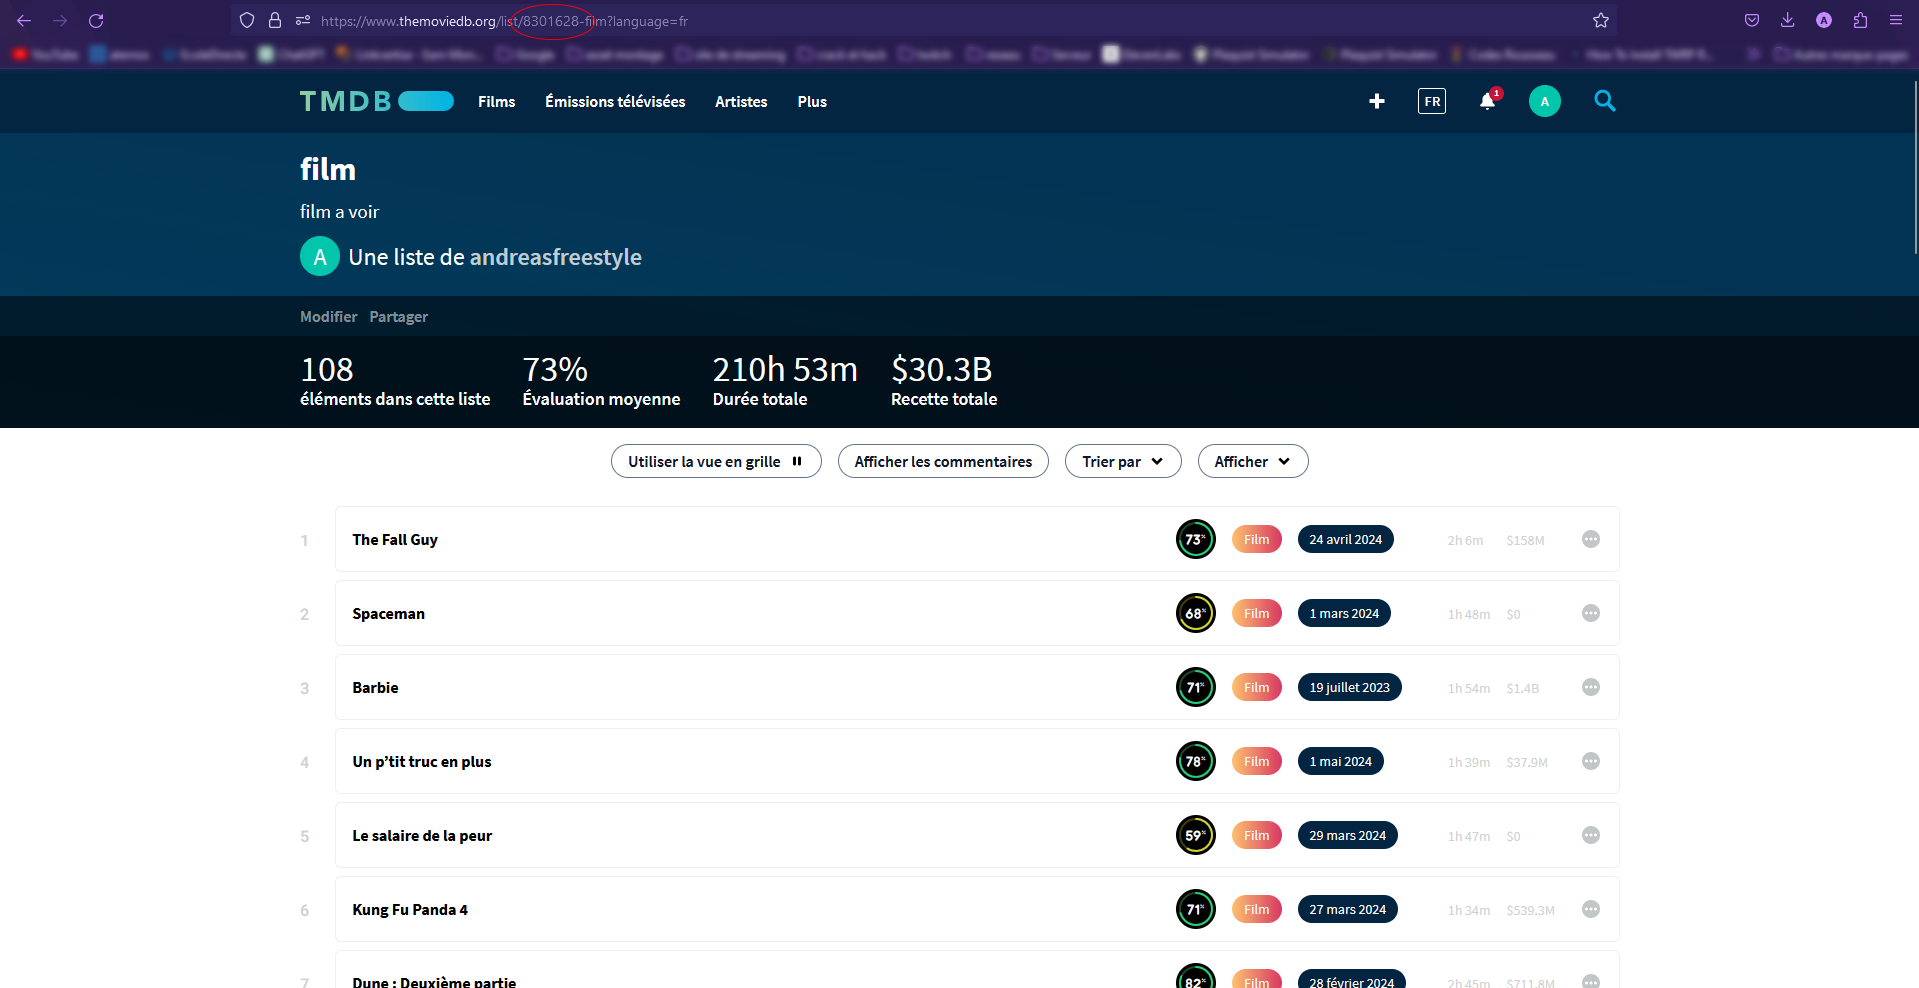 https://www.themoviedb.org/list/8301628-film?language=fr
TMDB Films Émissions télévisées Artistes Plus FR 1 A
film
film a voir
A Une liste de andreasfreestyle
Modifier Partager
108 73% 210h 53m $30.3B
éléments dans cette liste Évaluation moyenne Durée totale Recette totale
Utiliser la vue en grille Afficher les commentaires Trier par Afficher
1 The Fall Guy 73% Film 24 avril 2024 2h 6m $158M
2 Spaceman 68% Film 1 mars 2024 1h 48m $0
3 Barbie 71% Film 19 juillet 2023 1h 54m $1.4B
4 Un p’tit truc en plus 78% Film 1 mai 2024 1h 39m $37.9M
5 Le salaire de la peur 59% Film 29 mars 2024 1h 47m $0
6 Kung Fu Panda 4 71% Film 27 mars 2024 1h 34m $539.3M
7 Dune : Deuxième partie 82% Film 28 février 2024 2h 45m $711.8M